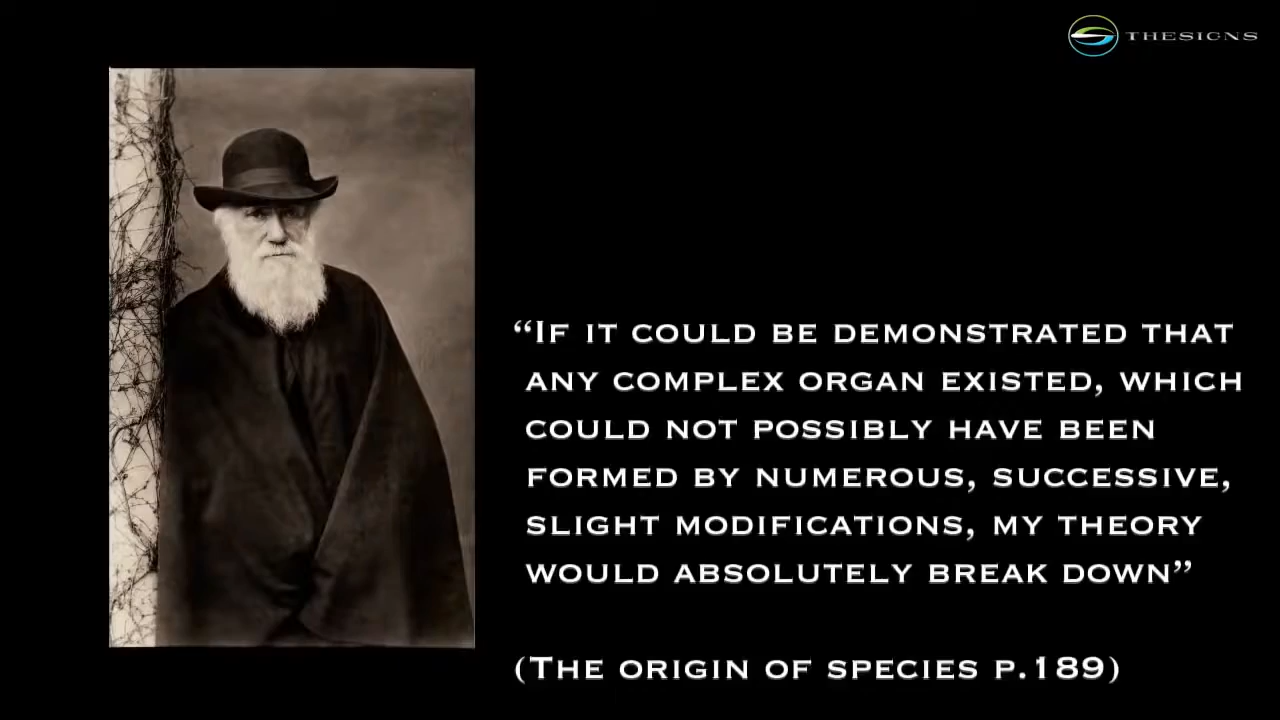 THESIGNS
“IF IT COULD BE DEMONSTRATED THAT
ANY COMPLEX ORGAN EXISTED, WHICH
COULD NOT POSSIBLY HAVE BEEN
FORMED BY NUMEROUS, SUCCESSIVE,
SLIGHT MODIFICATIONS, MY THEORY
WOULD ABSOLUTELY BREAK DOWN”
(THE ORIGIN OF SPECIES P.189)